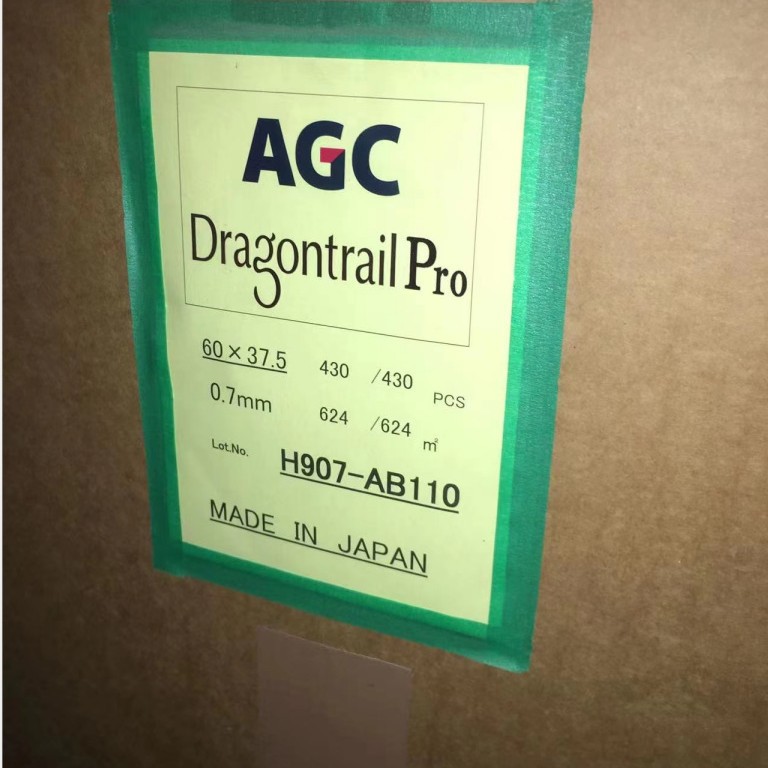 AGC
Dragontrail Pro
60×37.5 430 /430 PCS
0.7mm 624 /624 ㎡
Lot.No. H907-AB110
MADE IN JAPAN